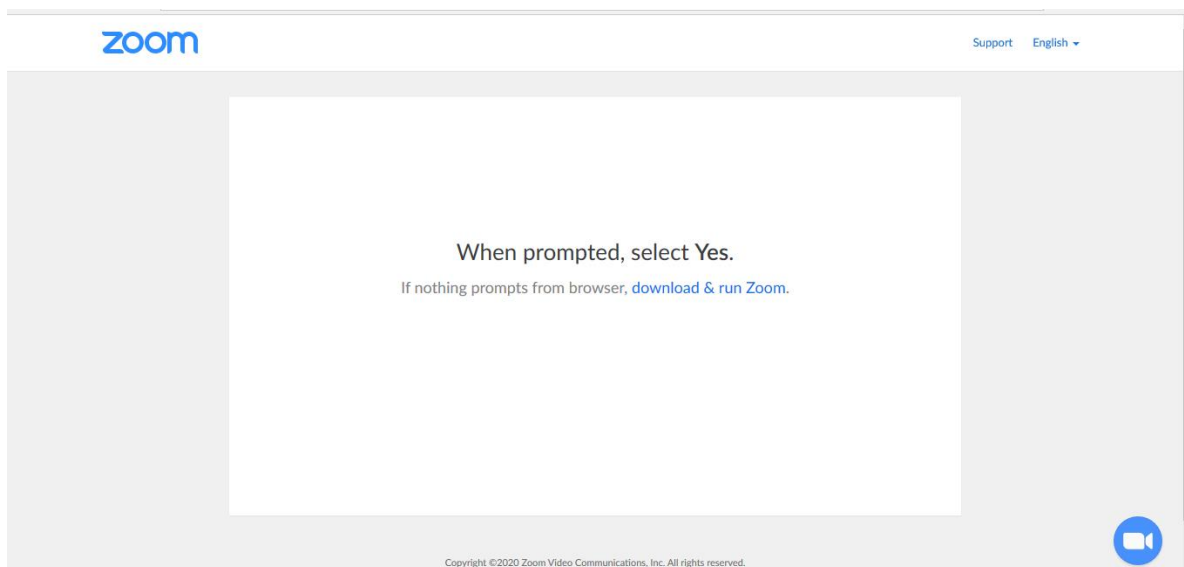 zoom
Support English
When prompted, select Yes.
If nothing prompts from browser, download & run Zoom.
Copyright ©2020 Zoom Video Communications, Inc. All rights reserved.